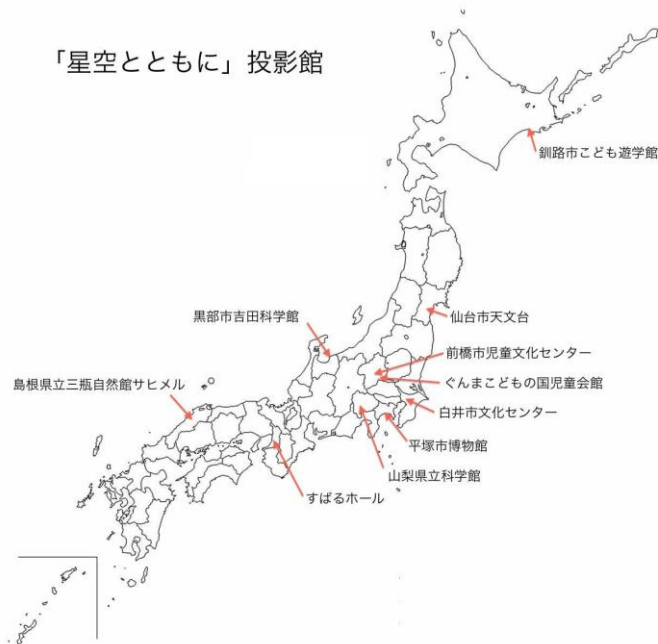 「星空とともに」投影館
釧路市こども遊学館
黒部市吉田科学館
仙台市天文台
前橋市児童文化センター
島根県立三瓶自然館サヒメル
ぐんまこどもの国児童会館
白井市文化センター
平塚市博物館
山梨県立科学館
すばるホール